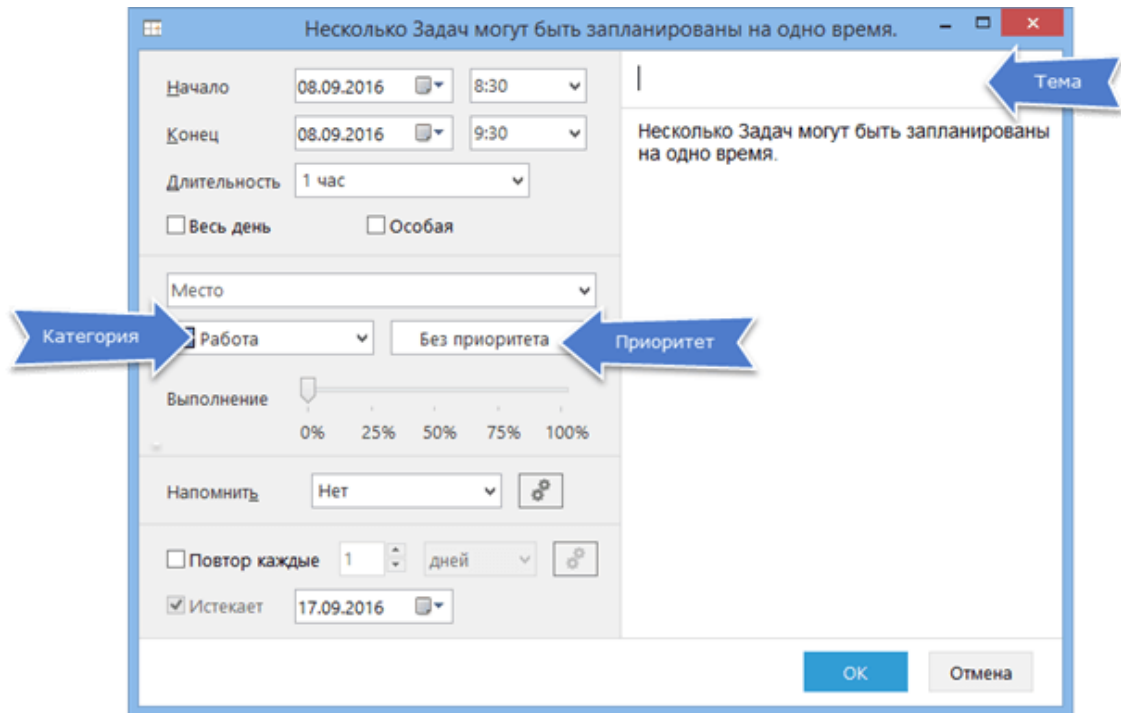 Несколько Задач могут быть запланированы на одно время.
Начало 08.09.2016 8:30
Тема
Конец 08.09.2016 9:30
Несколько Задач могут быть запланированы
на одно время.
Длительность 1 час
Весь день Особая
Место
Категория Работа Без приоритета Приоритет
Выполнение
0% 25% 50% 75% 100%
Напомнить Нет
Повтор каждые 1 дней
Истекает 17.09.2016
OK Отмена